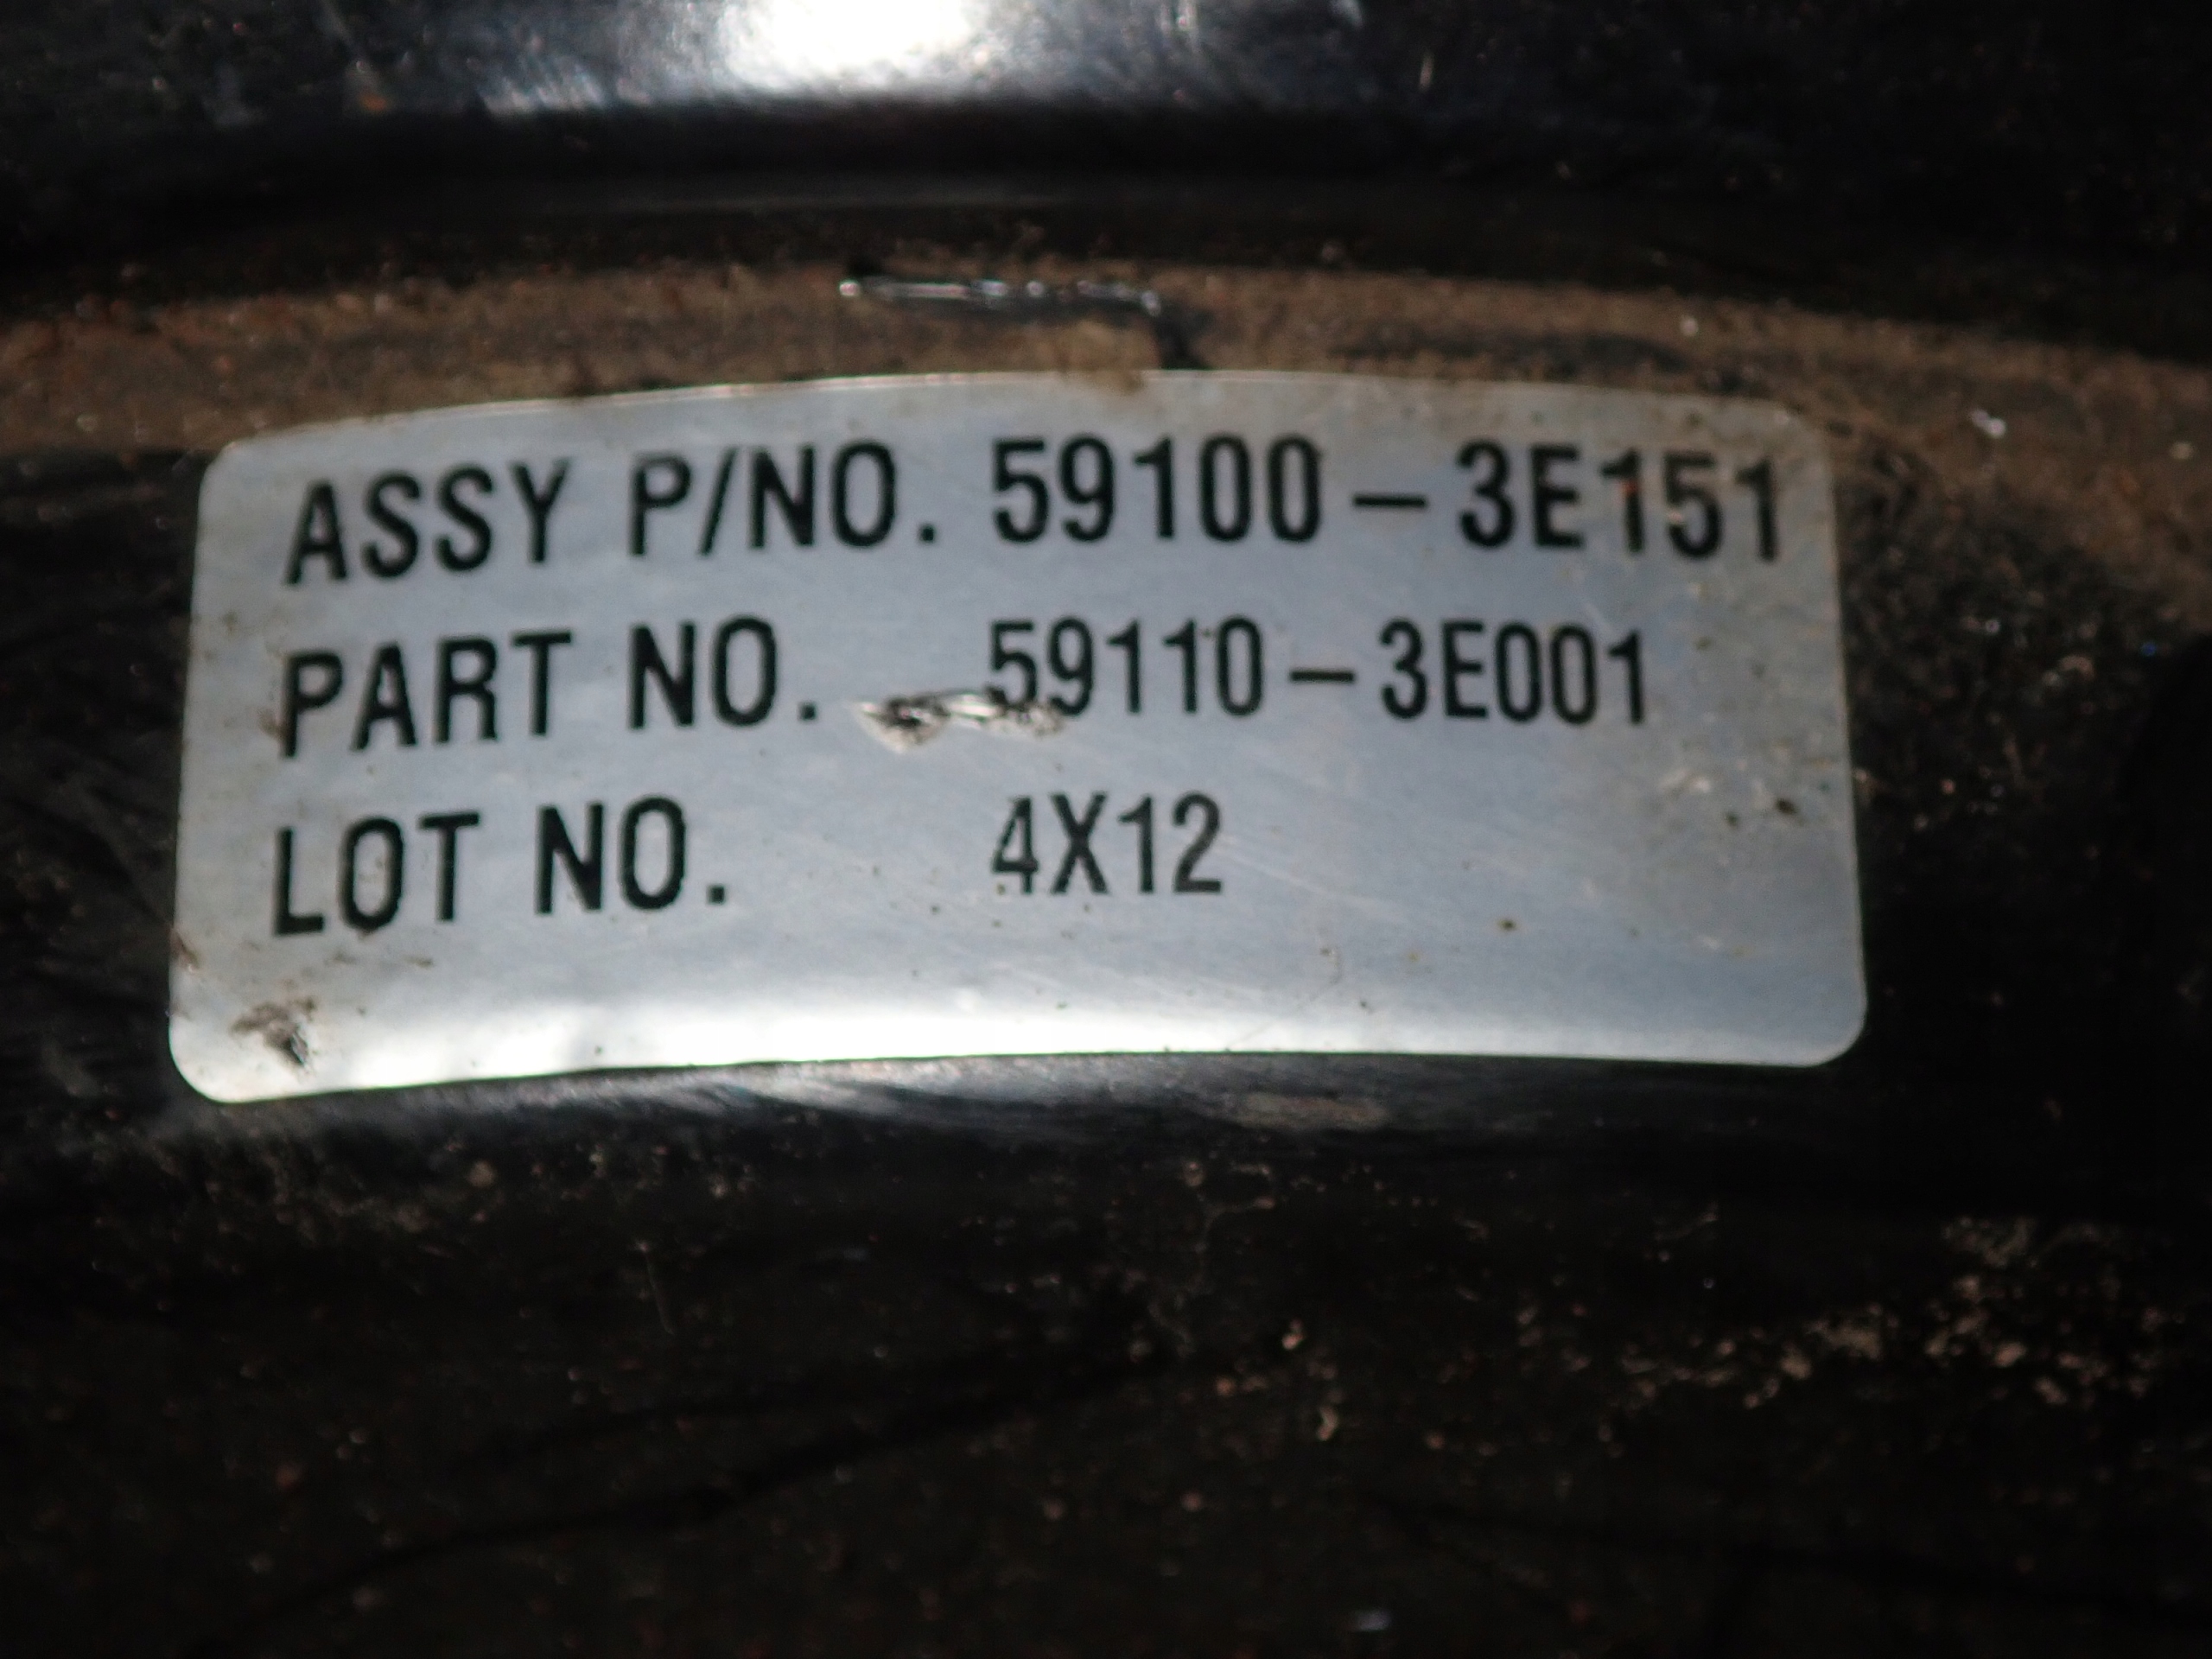 ASSY P/NO. 59100-3E151
PART NO. 59110-3E001
LOT NO. 4X12